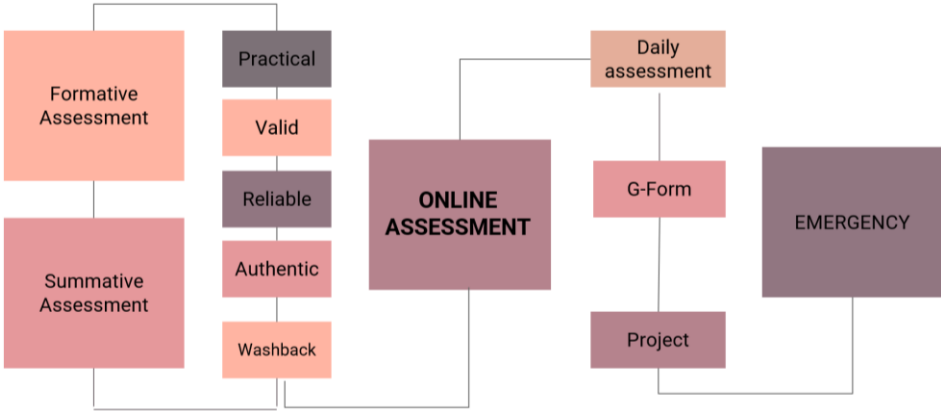 Formative
Assessment
Summative
Assessment
Practical
Valid
Reliable
Authentic
Washback
ONLINE
ASSESSMENT
Daily
assessment
G-Form
Project
EMERGENCY